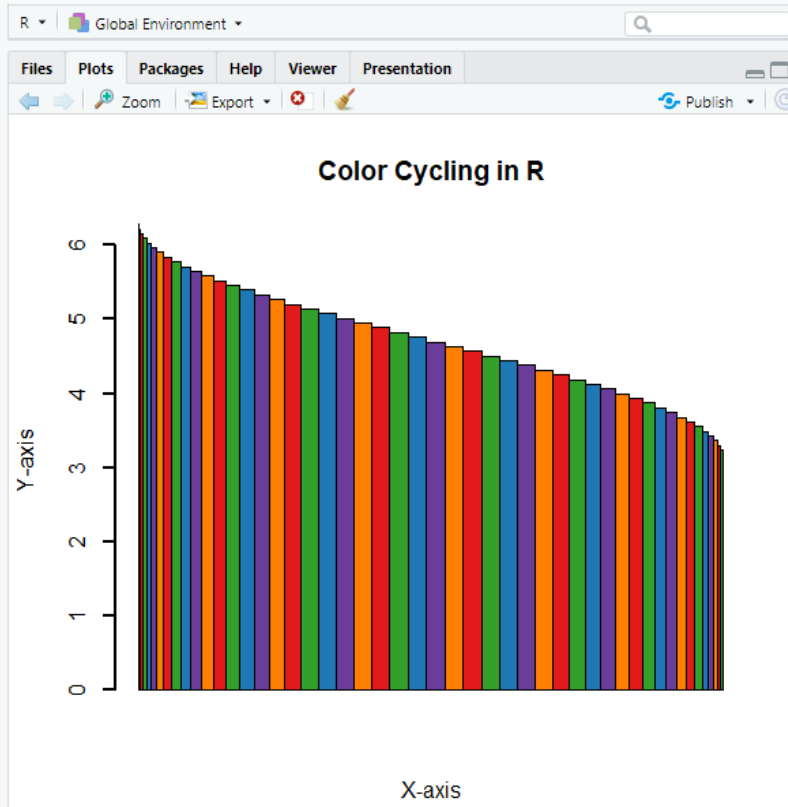 R Global Environment
Files Plots Packages Help Viewer Presentation
Zoom Export Publish
Color Cycling in R
6
5
4
3
2
1
0
Y-axis
X-axis